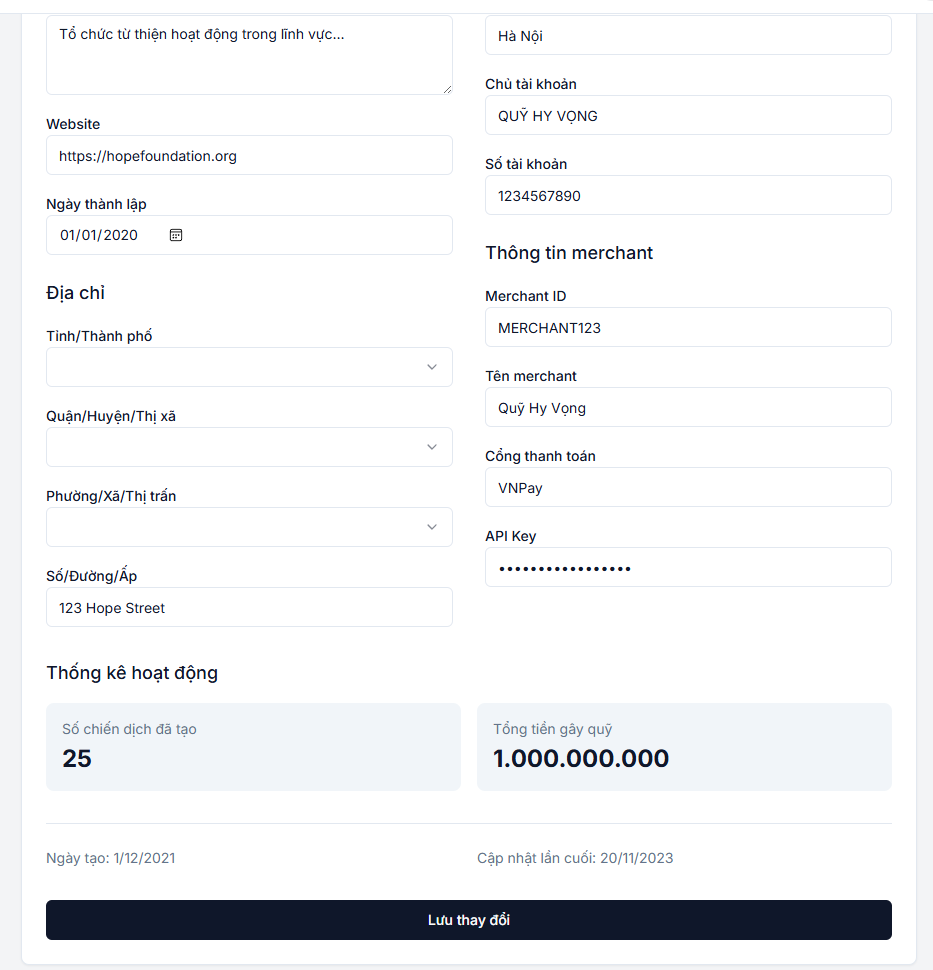 Tổ chức từ thiện hoạt động trong lĩnh vực...
Website
https://hopefoundation.org
Ngày thành lập
01/01/2020
Địa chỉ
Tỉnh/Thành phố
Quận/Huyện/Thị xã
Phường/Xã/Thị trấn
Số/Đường/Ấp
123 Hope Street
Hà Nội
Chủ tài khoản
QUỸ HY VỌNG
Số tài khoản
1234567890
Thông tin merchant
Merchant ID
MERCHANT123
Tên merchant
Quỹ Hy Vọng
Cổng thanh toán
VNPay
API Key
•••••••••••••••••
Thống kê hoạt động
Số chiến dịch đã tạo
25
Tổng tiền gây quỹ
1.000.000.000
Ngày tạo: 1/12/2021
Cập nhật lần cuối: 20/11/2023
Lưu thay đổi